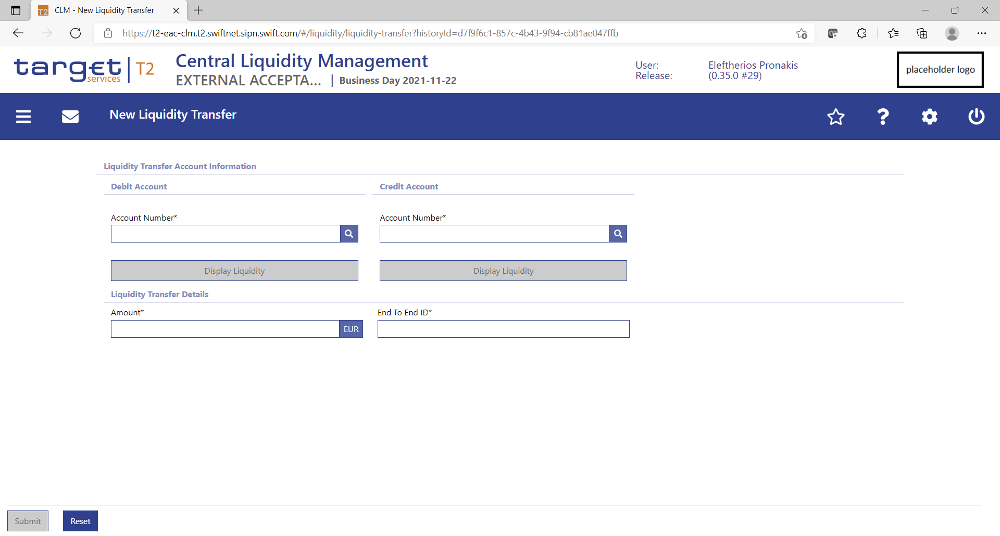 T2 CLM - New Liquidity Transfer
https://t2-eac-clm.t2.swiftnet.sipn.swift.com/#/liquidity/liquidity-transfer?historyId=d7f9f6c1-857c-4b43-9f94-cb81ae047ffb
target services | T2
Central Liquidity Management
EXTERNAL ACCEPTA... | Business Day 2021-11-22
User: Eleftherios Pronakis
Release: (0.35.0 #29)
placeholder logo
New Liquidity Transfer
Liquidity Transfer Account Information
Debit Account Credit Account
Account Number* Account Number*
Display Liquidity Display Liquidity
Liquidity Transfer Details
Amount* End To End ID*
EUR
Submit Reset